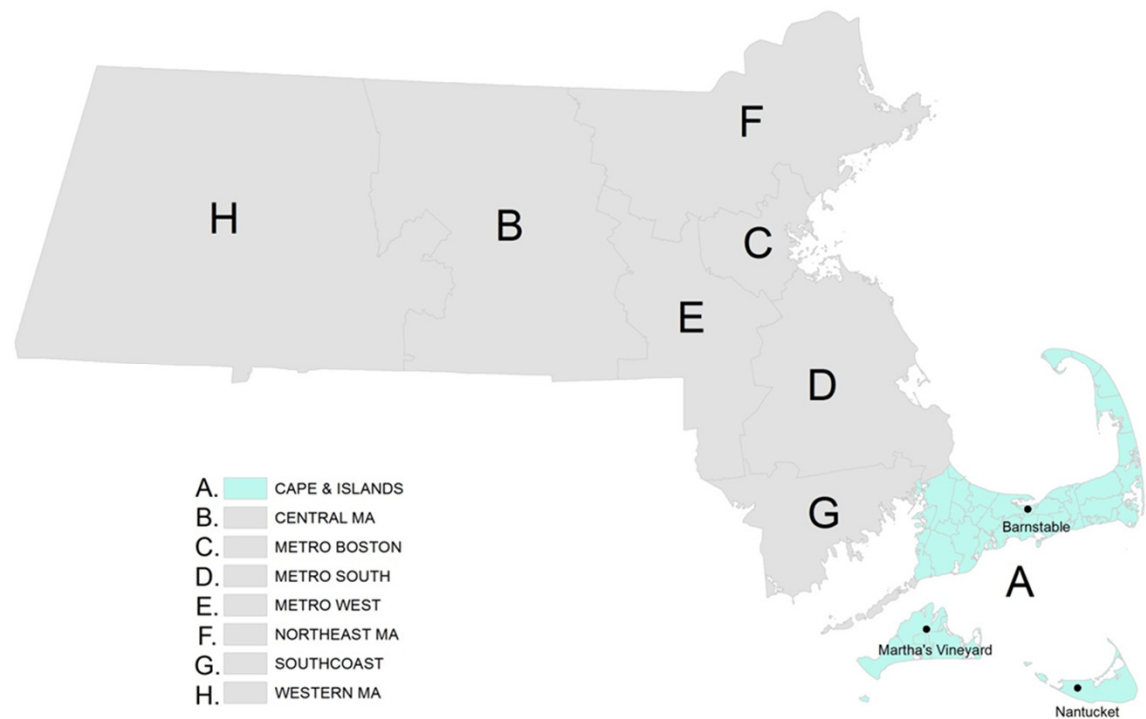 F
H
B
C
E
D
A. CAPE & ISLANDS
B. CENTRAL MA
C. METRO BOSTON
D. METRO SOUTH
E. METRO WEST
F. NORTHEAST MA
G. SOUTHCOAST
H. WESTERN MA
G
Barnstable
A
Martha's Vineyard
Nantucket